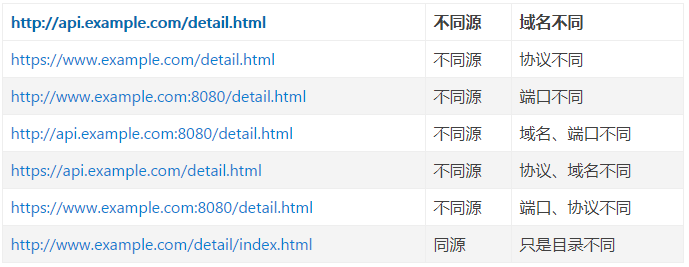 http://api.example.com/detail.html 不同源 域名不同
https://www.example.com/detail.html 不同源 协议不同
http://www.example.com:8080/detail.html 不同源 端口不同
http://api.example.com:8080/detail.html 不同源 域名、端口不同
https://api.example.com/detail.html 不同源 协议、域名不同
https://www.example.com:8080/detail.html 不同源 端口、协议不同
http://www.example.com/detail/index.html 同源 只是目录不同